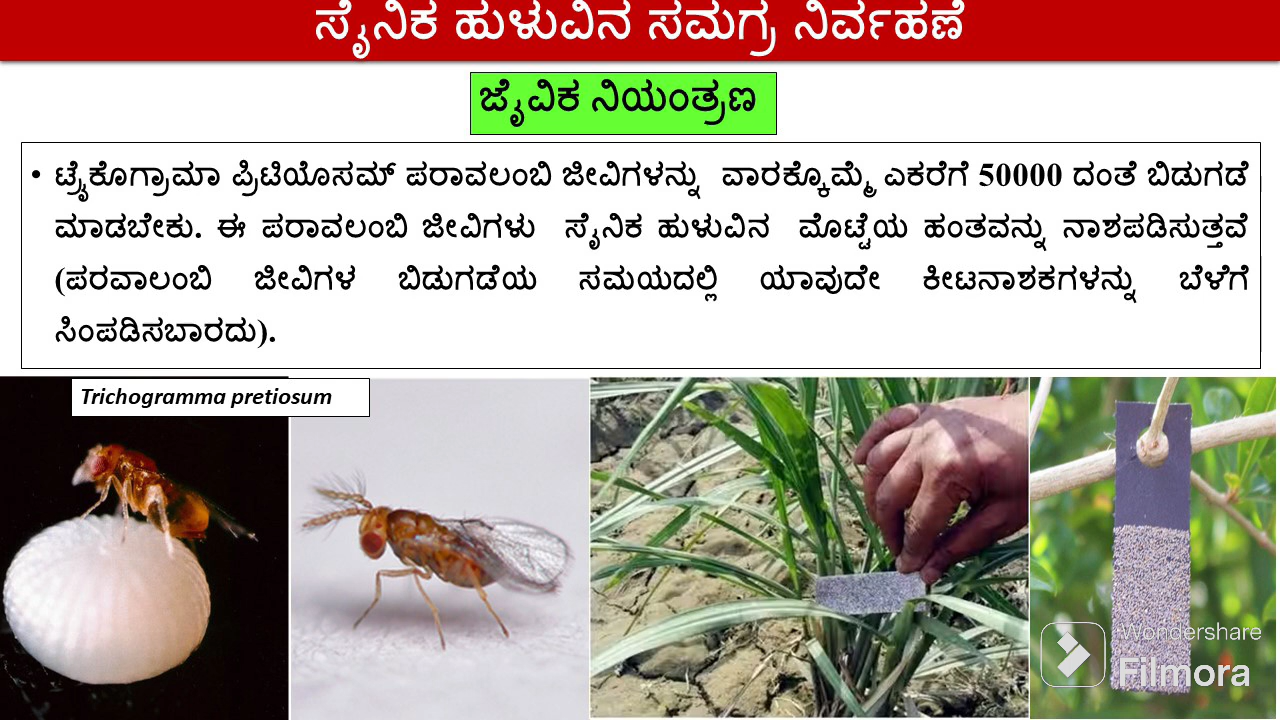 ಸೈನಿಕ ಹುಳುವಿನ ಸಮಗ್ರ ನಿರ್ವಹಣೆ
ಜೈವಿಕ ನಿಯಂತ್ರಣ
• ಟ್ರೈಕೊಗ್ರಾಮಾ ಪ್ರಿಟಿಯೊಸಮ್ ಪರಾವಲಂಬಿ ಜೀವಿಗಳನ್ನು ವಾರಕ್ಕೊಮ್ಮೆ ಎಕರೆಗೆ 50000 ದಂತೆ ಬಿಡುಗಡೆ
ಮಾಡಬೇಕು. ಈ ಪರಾವಲಂಬಿ ಜೀವಿಗಳು ಸೈನಿಕ ಹುಳುವಿನ ಮೊಟ್ಟೆಯ ಹಂತವನ್ನು ನಾಶಪಡಿಸುತ್ತವೆ
(ಪರವಾಲಂಬಿ ಜೀವಿಗಳ ಬಿಡುಗಡೆಯ ಸಮಯದಲ್ಲಿ ಯಾವುದೇ ಕೀಟನಾಶಕಗಳನ್ನು ಬೆಳೆಗೆ
ಸಿಂಪಡಿಸಬಾರದು).
Trichogramma pretiosum
Wondershare
Filmora